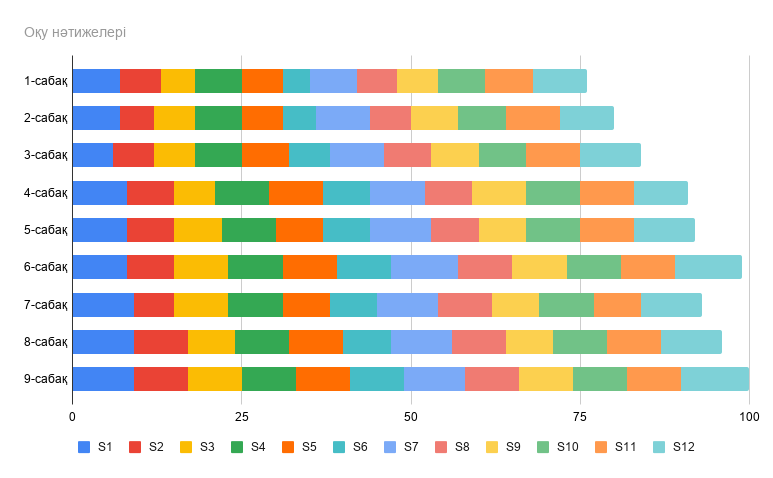 Оқу нәтижелері
1-сабақ
2-сабақ
3-сабақ
4-сабақ
5-сабақ
6-сабақ
7-сабақ
8-сабақ
9-сабақ
0 25 50 75 100
S1 S2 S3 S4 S5 S6 S7 S8 S9 S10 S11 S12